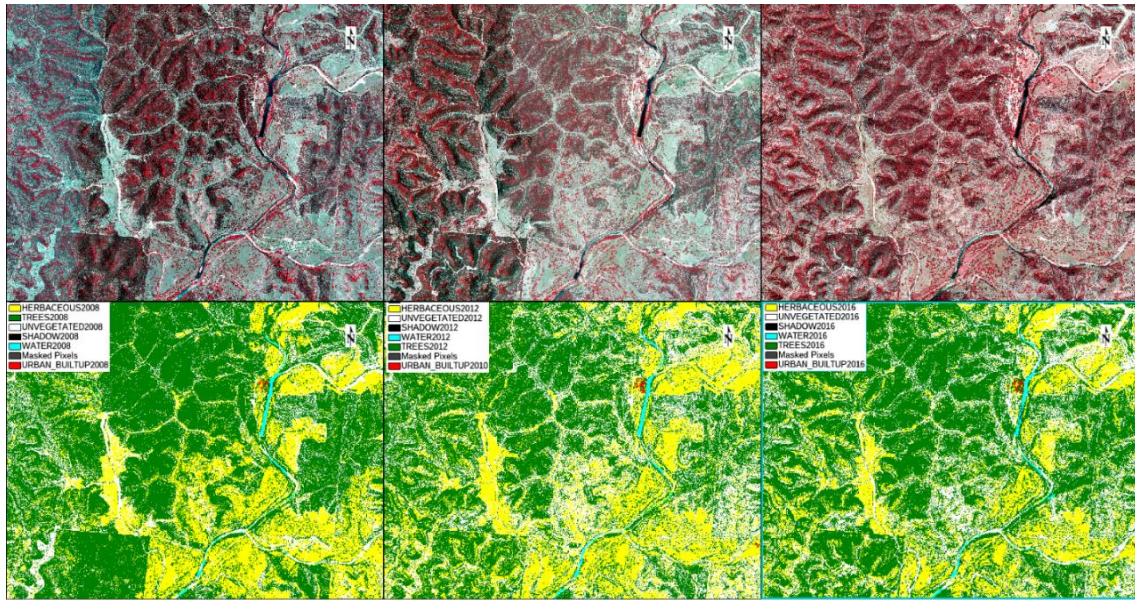 N
N
N
HERBACEOUS2008
TREES2008
UNVEGETATED2008
SHADOW2008
WATER2008
Masked Pixels
URBAN_BUILTUP2008
N
HERBACEOUS2012
UNVEGETATED2012
SHADOW2012
WATER2012
TREES2012
Masked Pixels
URBAN_BUILTUP2010
N
HERBACEOUS2016
UNVEGETATED2016
SHADOW2016
WATER2016
TREES2016
Masked Pixels
URBAN_BUILTUP2016
N